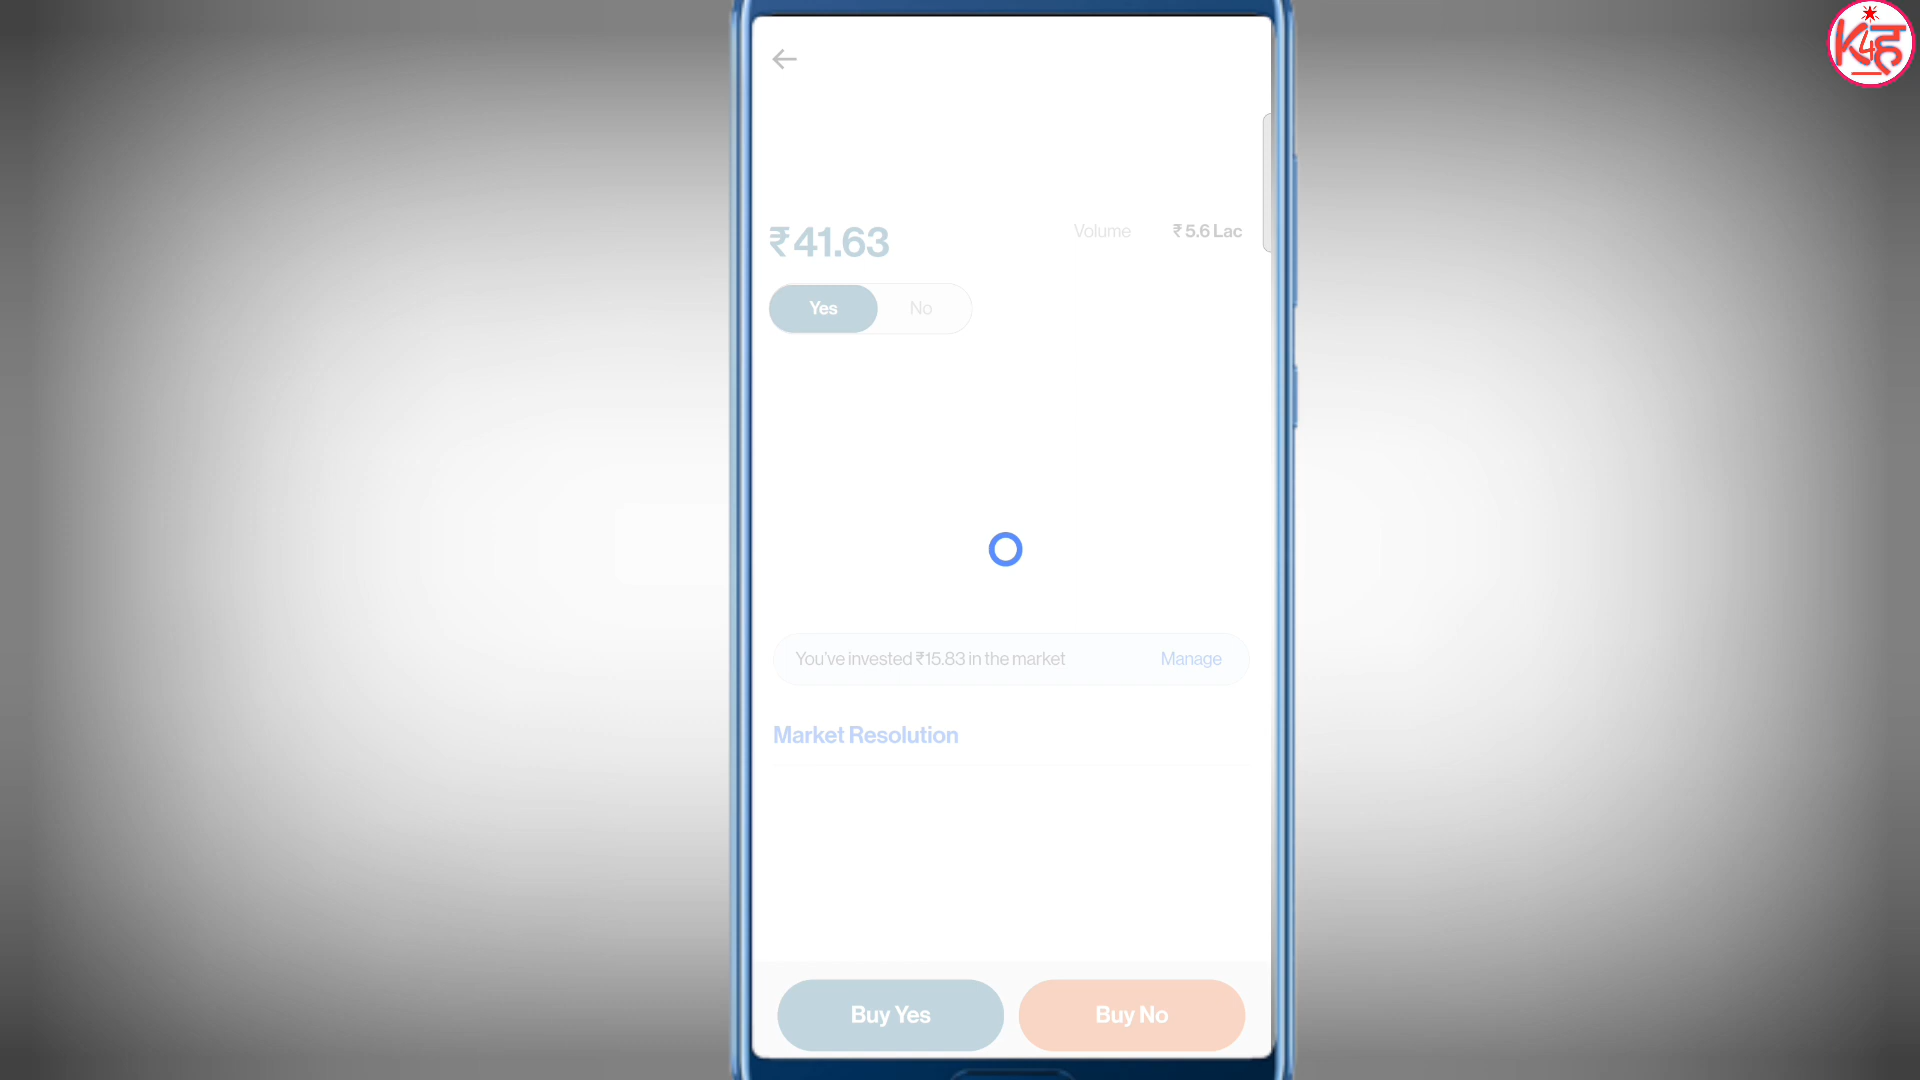 K4ह
₹41.63
Volume ₹ 5.6 Lac
Yes No
You've invested ₹15.83 in the market Manage
Market Resolution
Buy Yes Buy No